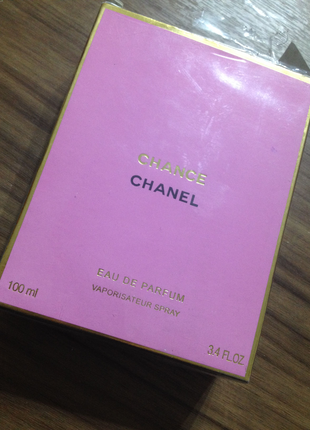 CHANCE
CHANEL
EAU DE PARFUM
VAPORISATEUR SPRAY
100 ml
3.4 FL.OZ.